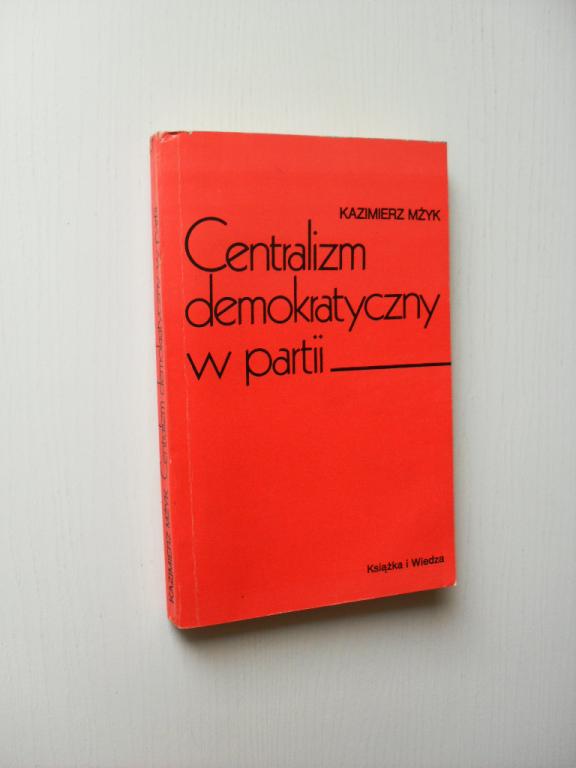 KAZIMIERZ MŻYK
Centralizm
demokratyczny
w partii
Książka i Wiedza
KAZIMIERZ MŻYK Centralizm demokratyczny w partii